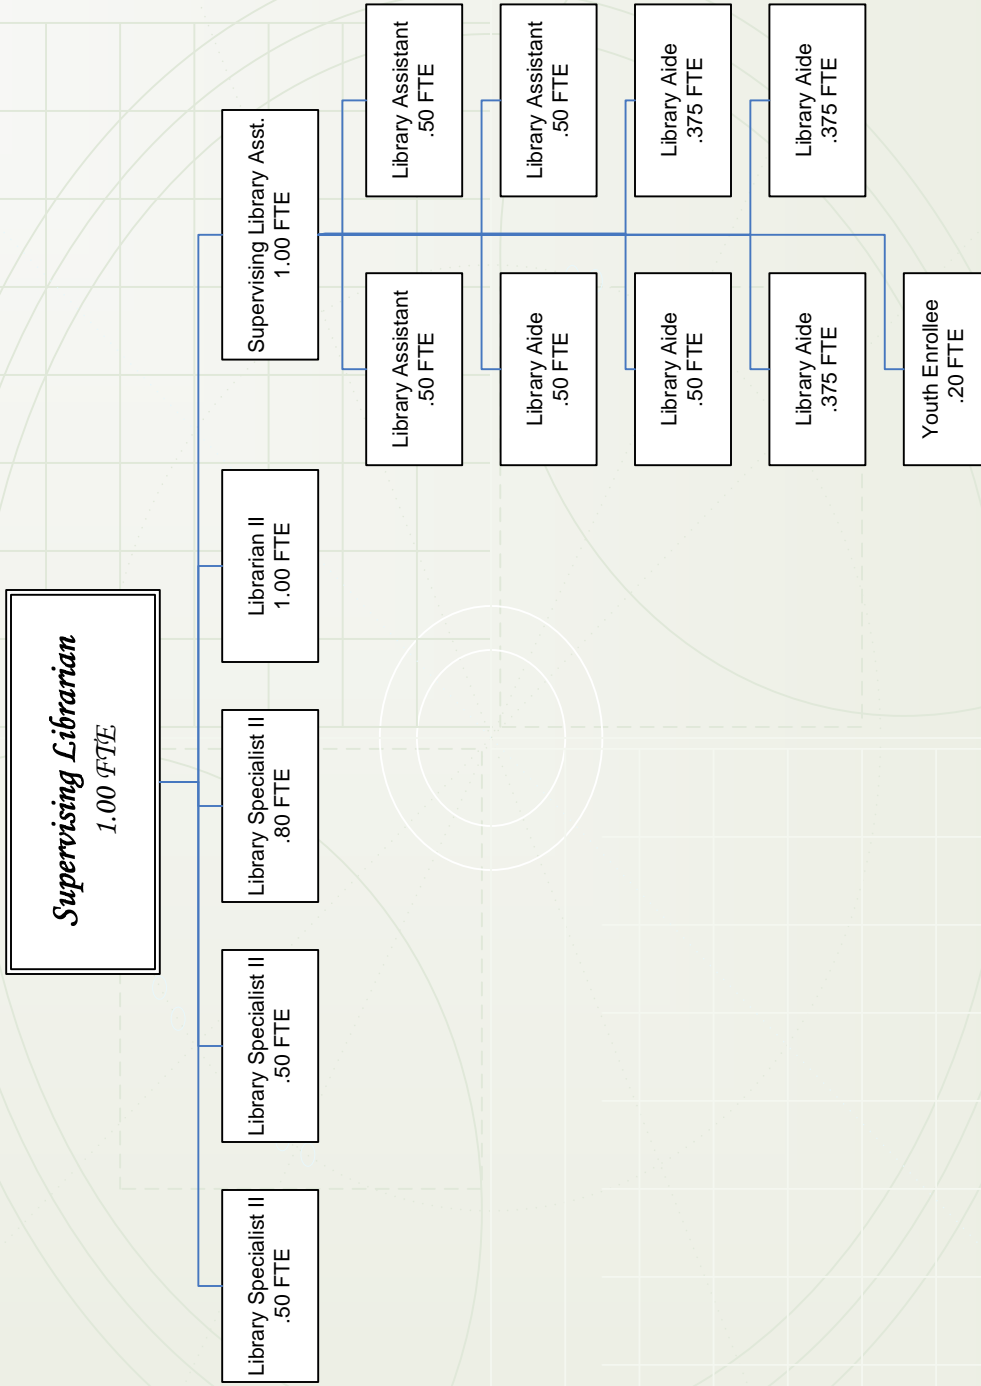 Supervising Librarian
1.00 FTE
Library Specialist II
.50 FTE
Library Specialist II
.50 FTE
Library Specialist II
.80 FTE
Librarian II
1.00 FTE
Supervising Library Asst.
1.00 FTE
Library Assistant
.50 FTE
Library Assistant
.50 FTE
Library Aide
.50 FTE
Library Assistant
.50 FTE
Library Aide
.50 FTE
Library Aide
.375 FTE
Library Aide
.375 FTE
Library Aide
.375 FTE
Youth Enrollee
.20 FTE